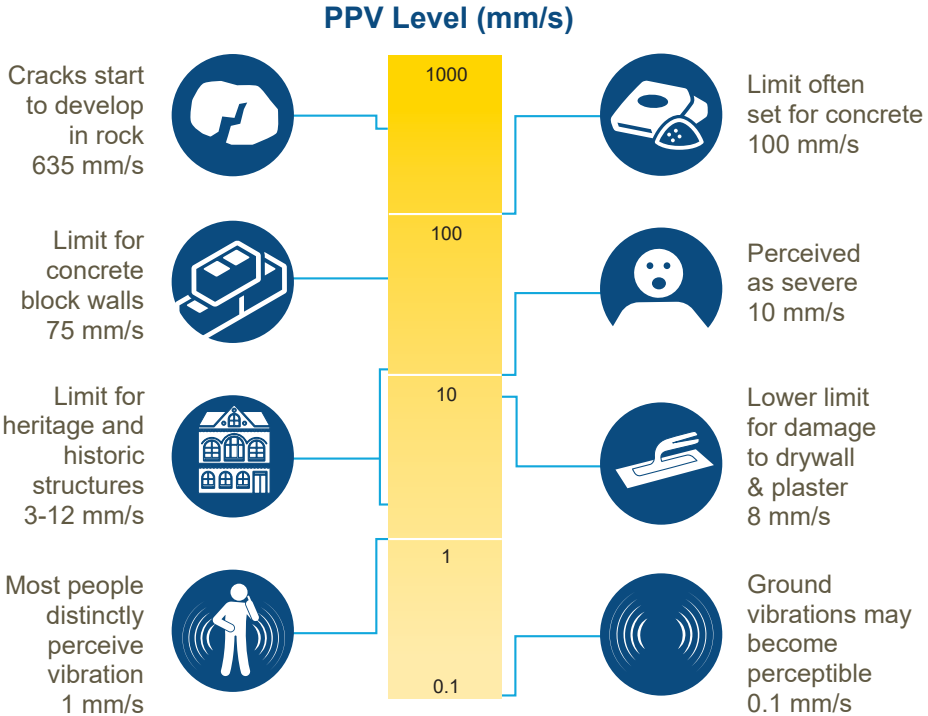 PPV Level (mm/s)
Cracks start
to develop
in rock
635 mm/s
Limit for
concrete
block walls
75 mm/s
Limit for
heritage and
historic
structures
3-12 mm/s
Most people
distinctly
perceive
vibration
1 mm/s
1000
100
10
1
0.1
Limit often
set for concrete
100 mm/s
Perceived
as severe
10 mm/s
Lower limit
for damage
to drywall
& plaster
8 mm/s
Ground
vibrations may
become
perceptible
0.1 mm/s